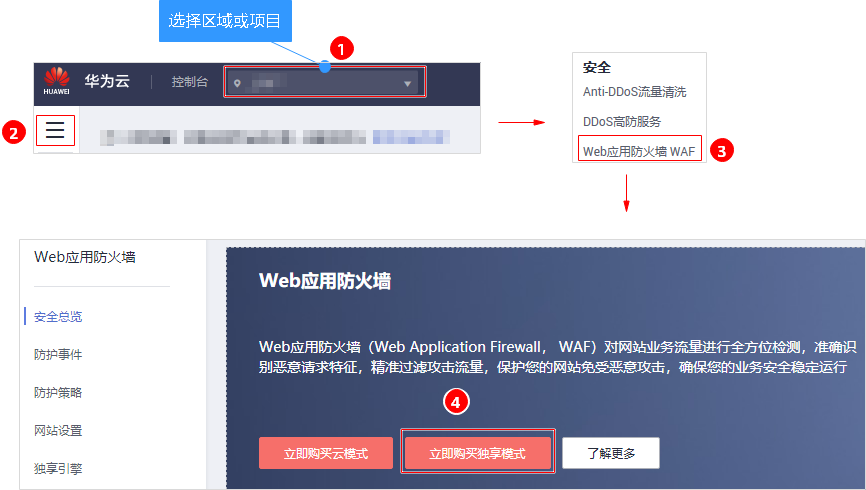 选择区域或项目
1
HUAWEI
华为云
控制台
2
安全
Anti-DDoS流量清洗
DDoS高防服务
Web应用防火墙 WAF
3
Web应用防火墙
安全总览
防护事件
防护策略
网站设置
独享引擎
Web应用防火墙
Web应用防火墙（Web Application Firewall， WAF）对网站业务流量进行全方位检测，准确识
别恶意请求特征，精准过滤攻击流量，保护您的网站免受恶意攻击，确保您的业务安全稳定运行
4
立即购买云模式
立即购买独享模式
了解更多